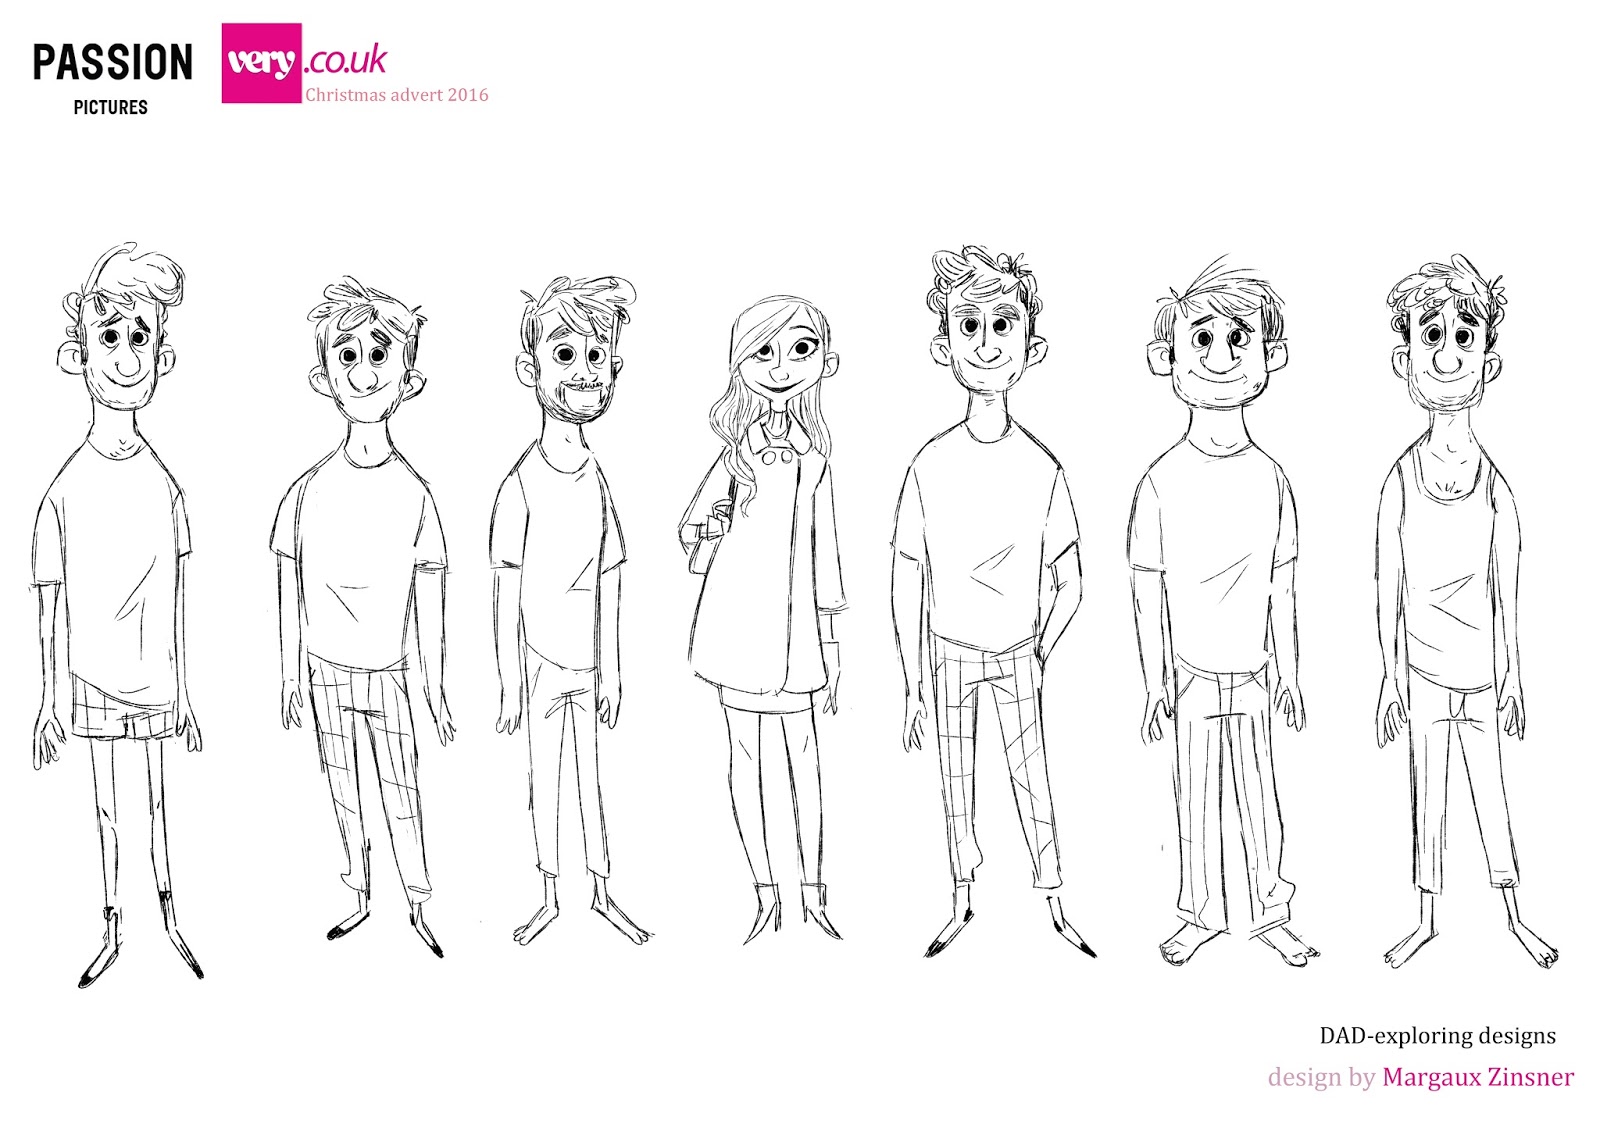 PASSION
PICTURES
very.co.uk
Christmas advert 2016
DAD-exploring designs
design by Margaux Zinsner